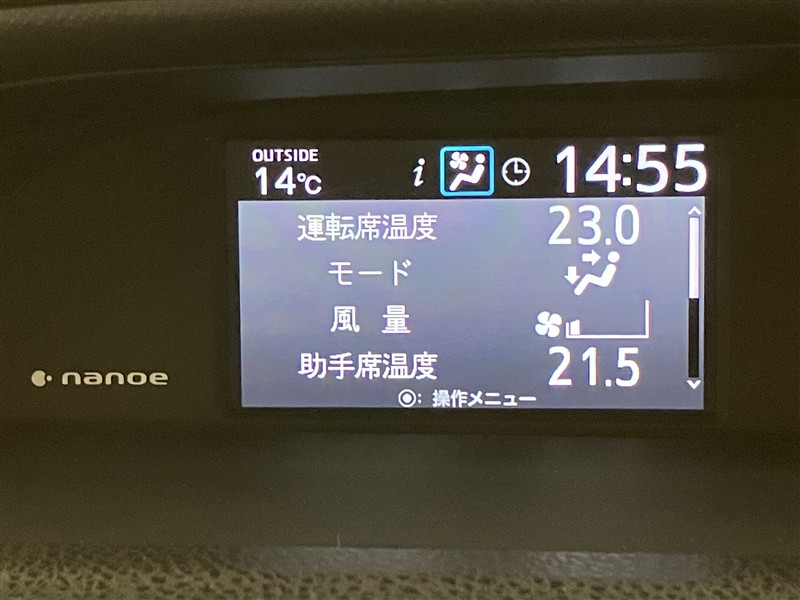 OUTSIDE
14℃ i 14:55
運転席温度 23.0
モード
風量
助手席温度 21.5
◉: 操作メニュー
nanoe